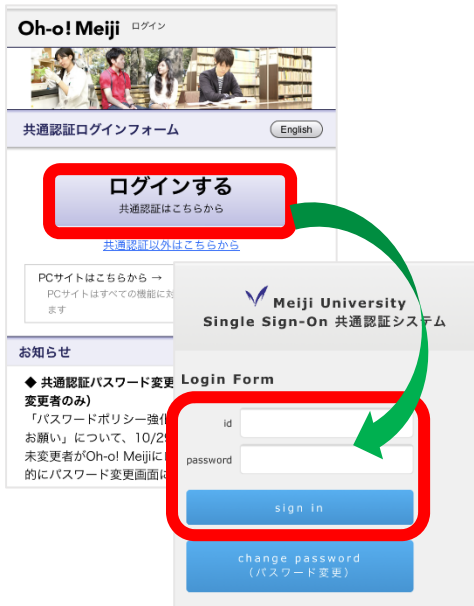 Oh-o! Meiji ログイン
共通認証ログインフォーム
English
ログインする
共通認証はこちらから
共通認証以外はこちらから
PCサイトはこちらから →
PCサイトはすべての機能に対
ます
お知らせ
◆ 共通認証パスワード変更
変更者のみ)
「パスワードポリシー強化
お願い」について、10/29
未変更者がOh-o! Meijiに
的にパスワード変更画面に
Meiji University
Single Sign-On 共通認証システム
Login Form
id
password
sign in
change password
(パスワード変更)